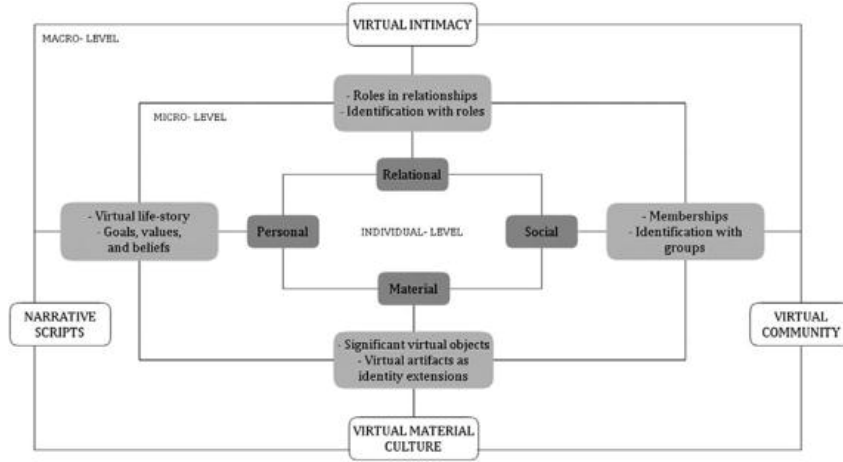 VIRTUAL INTIMACY
MACRO- LEVEL
- Roles in relationships
- Identification with roles
MICRO- LEVEL
Relational
- Virtual life-story
- Goals, values,
and beliefs
Personal
INDIVIDUAL- LEVEL
Social
- Memberships
- Identification with
groups
Material
NARRATIVE
SCRIPTS
VIRTUAL
COMMUNITY
- Significant virtual objects
- Virtual artifacts as
identity extensions
VIRTUAL MATERIAL
CULTURE